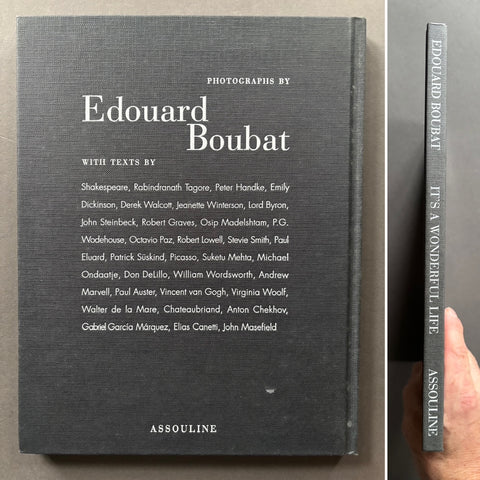 PHOTOGRAPHS BY
Edouard
Boubat
WITH TEXTS BY
Shakespeare, Rabindranath Tagore, Peter Handke, Emily
Dickinson, Derek Walcott, Jeanette Winterson, Lord Byron,
John Steinbeck, Robert Graves, Osip Madelshtam, P.G.
Wodehouse, Octavio Paz, Robert Lowell, Stevie Smith, Paul
Eluard, Patrick Süskind, Picasso, Suketu Mehta, Michael
Ondaatje, Don DeLillo, William Wordsworth, Andrew
Marvell, Paul Auster, Vincent van Gogh, Virginia Woolf,
Walter de la Mare, Chateaubriand, Anton Chekhov,
Gabriel García Márquez, Elias Canetti, John Masefield
ASSOULINE
EDOUARD BOUBAT IT'S A WONDERFUL LIFE ASSOULINE